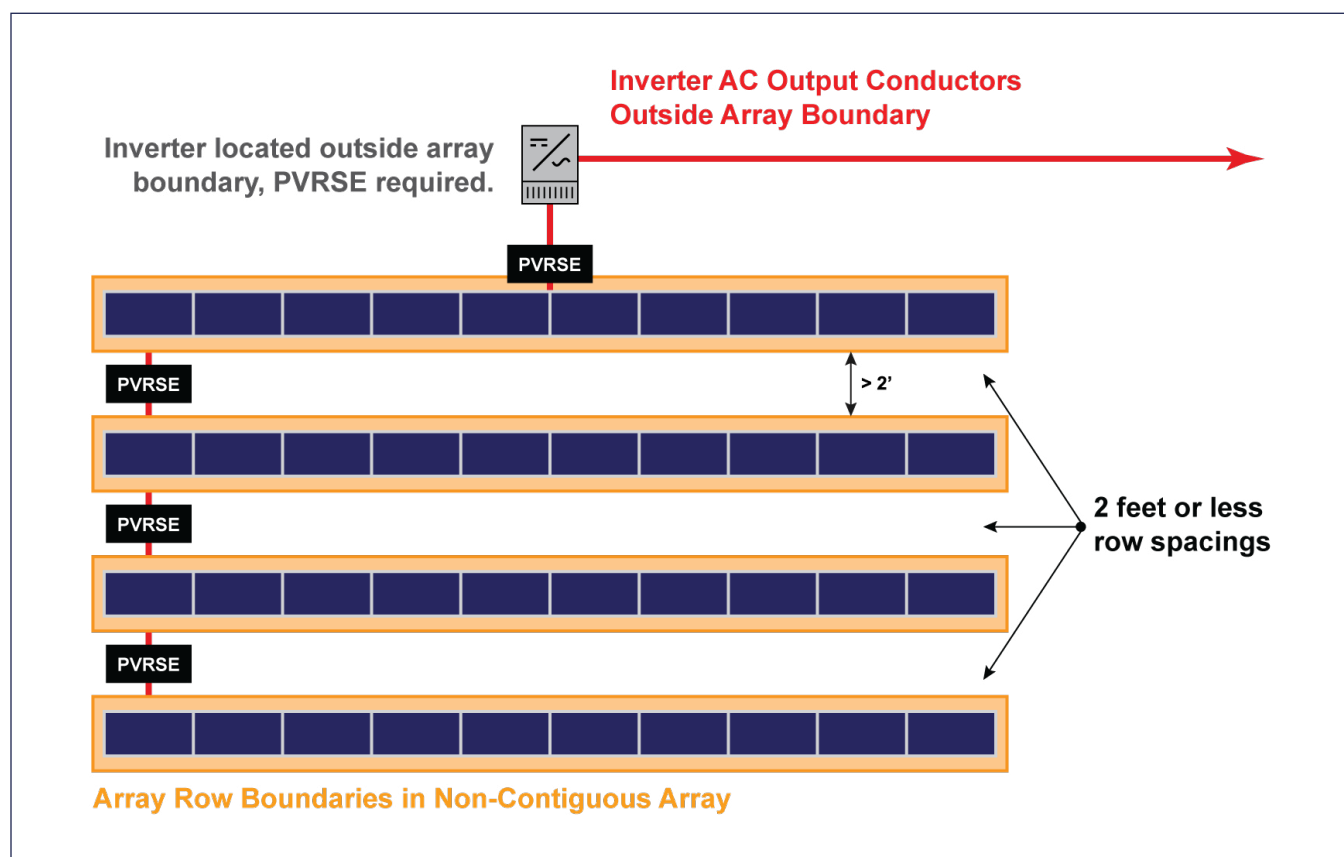 Inverter AC Output Conductors
Outside Array Boundary
Inverter located outside array
boundary, PVRSE required.
PVRSE
PVRSE
> 2’
PVRSE
2 feet or less
row spacings
PVRSE
Array Row Boundaries in Non-Contiguous Array